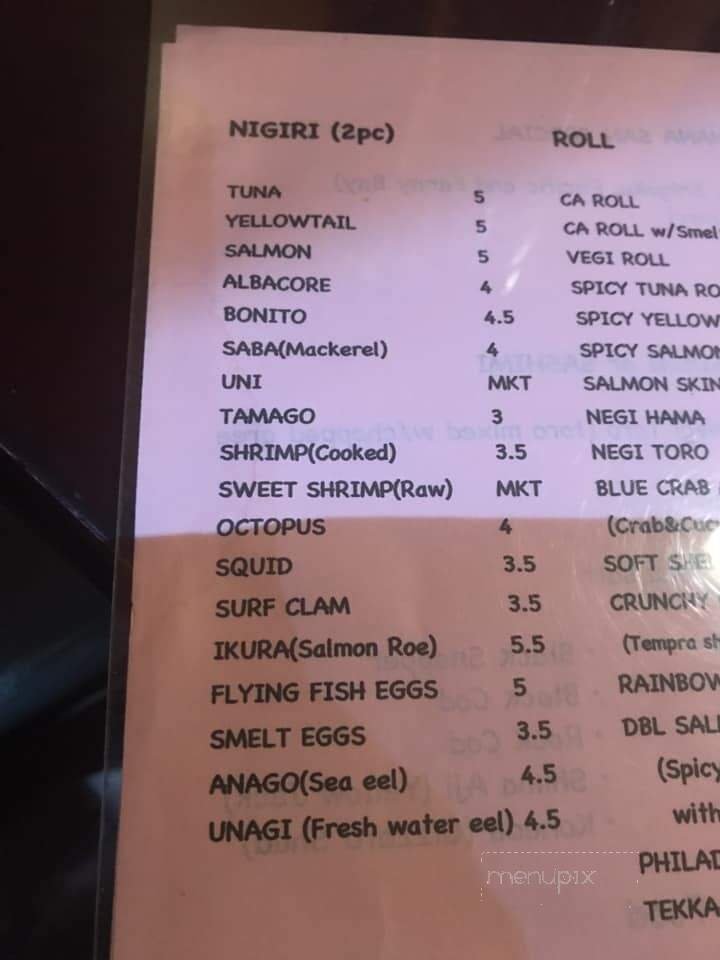 NIGIRI (2pc)
TUNA 5
YELLOWTAIL 5
SALMON 5
ALBACORE 4
BONITO 4.5
SABA(Mackerel) 4
UNI MKT
TAMAGO 3
SHRIMP(Cooked) 3.5
SWEET SHRIMP(Raw) MKT
OCTOPUS 4
SQUID 3.5
SURF CLAM 3.5
IKURA(Salmon Roe) 5.5
FLYING FISH EGGS 5
SMELT EGGS 3.5
ANAGO(Sea eel) 4.5
UNAGI (Fresh water eel) 4.5
ROLL
CA ROLL
CA ROLL w/Smel
VEGI ROLL
SPICY TUNA RO
SPICY YELLOW
SPICY SALMON
SALMON SKIN
NEGI HAMA
NEGI TORO
BLUE CRAB
(Crab&Cuc
SOFT SHEL
CRUNCHY
(Tempra sh
RAINBOW
DBL SAL
(Spicy
with
PHILAD
TEKKA
menupix